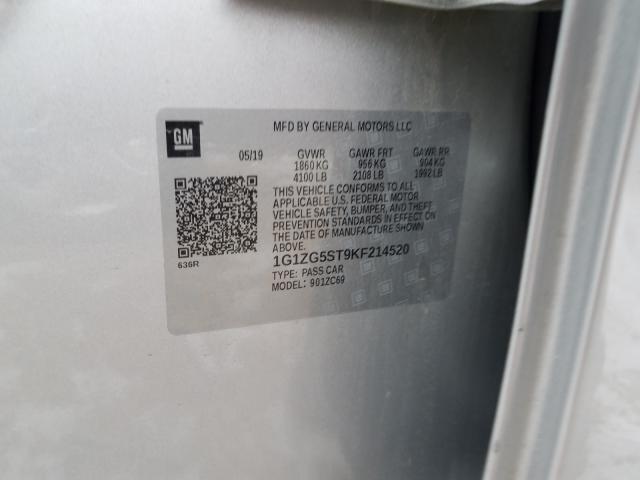 GM
MFD BY GENERAL MOTORS LLC
05/19 GVWR GAWR FRT GAWR RR
1860 KG 956 KG 904 KG
4100 LB 2108 LB 1992 LB
THIS VEHICLE CONFORMS TO ALL
APPLICABLE U.S. FEDERAL MOTOR
VEHICLE SAFETY, BUMPER, AND THEFT
PREVENTION STANDARDS IN EFFECT ON
THE DATE OF MANUFACTURE SHOWN
ABOVE.
636R
1G1ZG5ST9KF214520
TYPE: PASS CAR
MODEL: 901ZC69